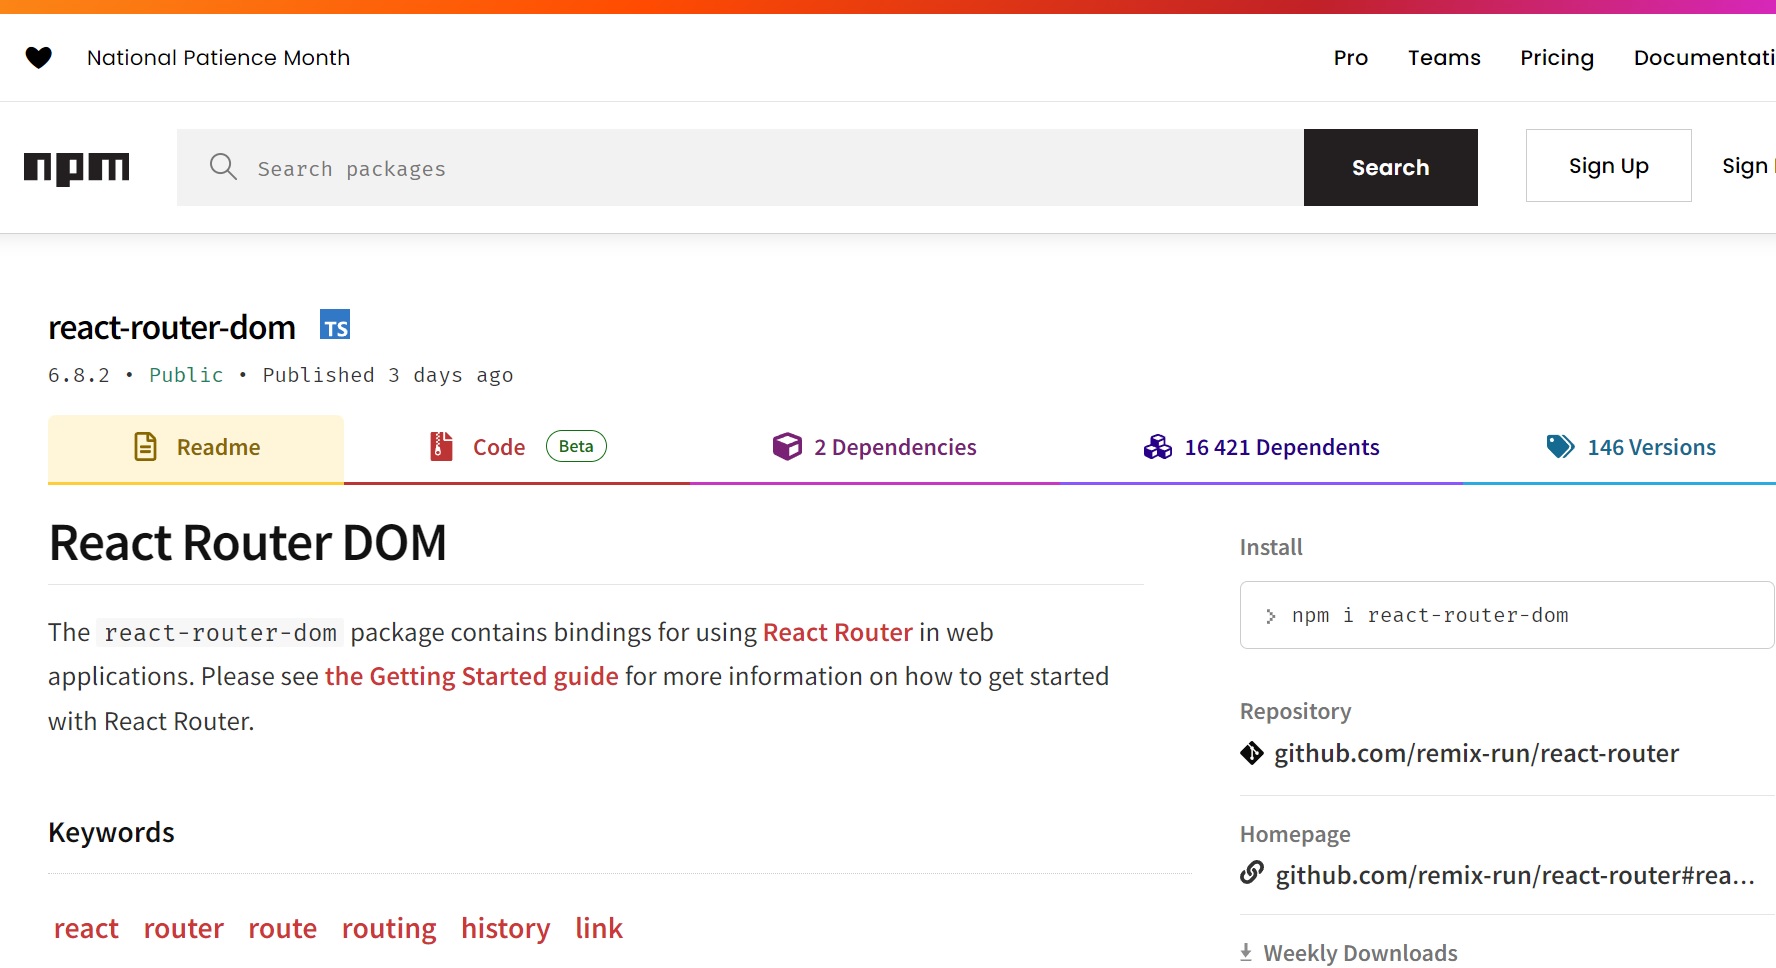 National Patience Month
Pro Teams Pricing Documentati
npm Search packages Search Sign Up Sign
react-router-dom TS
6.8.2 • Public • Published 3 days ago
Readme Code Beta 2 Dependencies 16 421 Dependents 146 Versions
React Router DOM
The react-router-dom package contains bindings for using React Router in web
applications. Please see the Getting Started guide for more information on how to get started
with React Router.
Keywords
react router route routing history link
Install
npm i react-router-dom
Repository
github.com/remix-run/react-router
Homepage
github.com/remix-run/react-router#rea...
Weekly Downloads